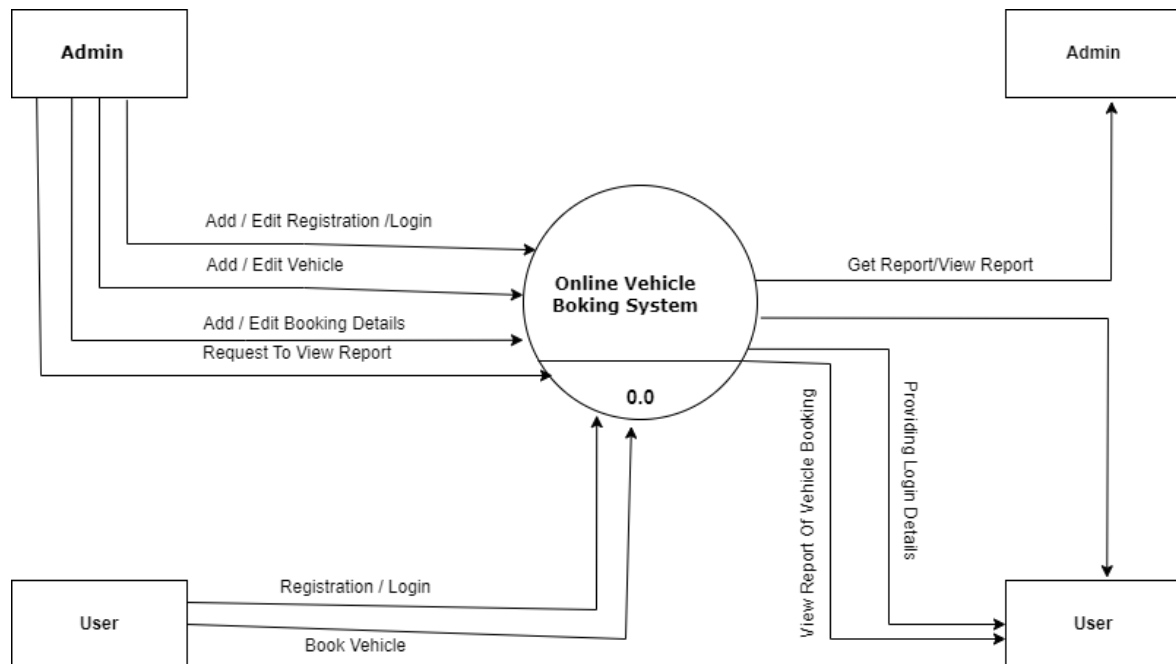 Admin
Admin
Add / Edit Registration /Login
Add / Edit Vehicle
Add / Edit Booking Details
Request To View Report
Online Vehicle
Boking System
0.0
Get Report/View Report
Providing Login Details
View Report Of Vehicle Booking
Registration / Login
Book Vehicle
User
User